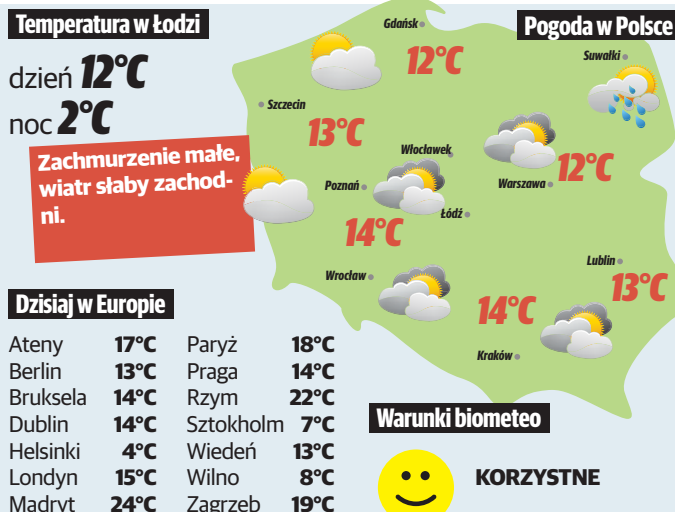 Temperatura w Łodzi
dzień 12°C
noc 2°C
Zachmurzenie małe,
wiatr słaby zachod-
ni.
Pogoda w Polsce
Gdańsk
12°C
Suwałki
Szczecin
13°C
Włocławek
Warszawa
12°C
Poznań
Łódź
14°C
Wrocław
Lublin
13°C
14°C
Kraków
Dzisiaj w Europie
Ateny 17°C Paryż 18°C
Berlin 13°C Praga 14°C
Bruksela 14°C Rzym 22°C
Dublin 14°C Sztokholm 7°C
Helsinki 4°C Wiedeń 13°C
Londyn 15°C Wilno 8°C
Madryt 24°C Zagrzeb 19°C
Warunki biometeo
KORZYSTNE